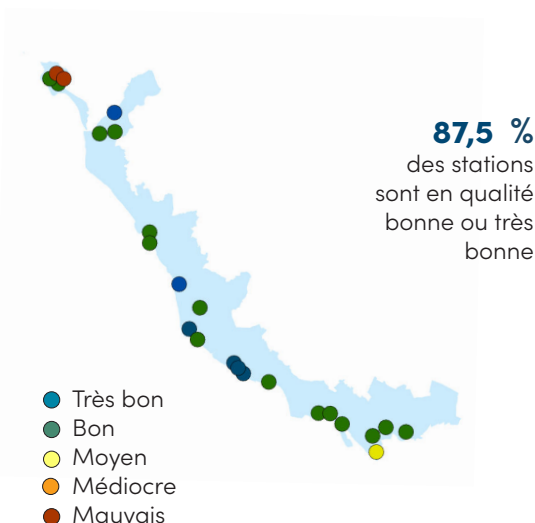 87,5 %
des stations
sont en qualité
bonne ou très
bonne
Très bon
Bon
Moyen
Médiocre
Mauvais